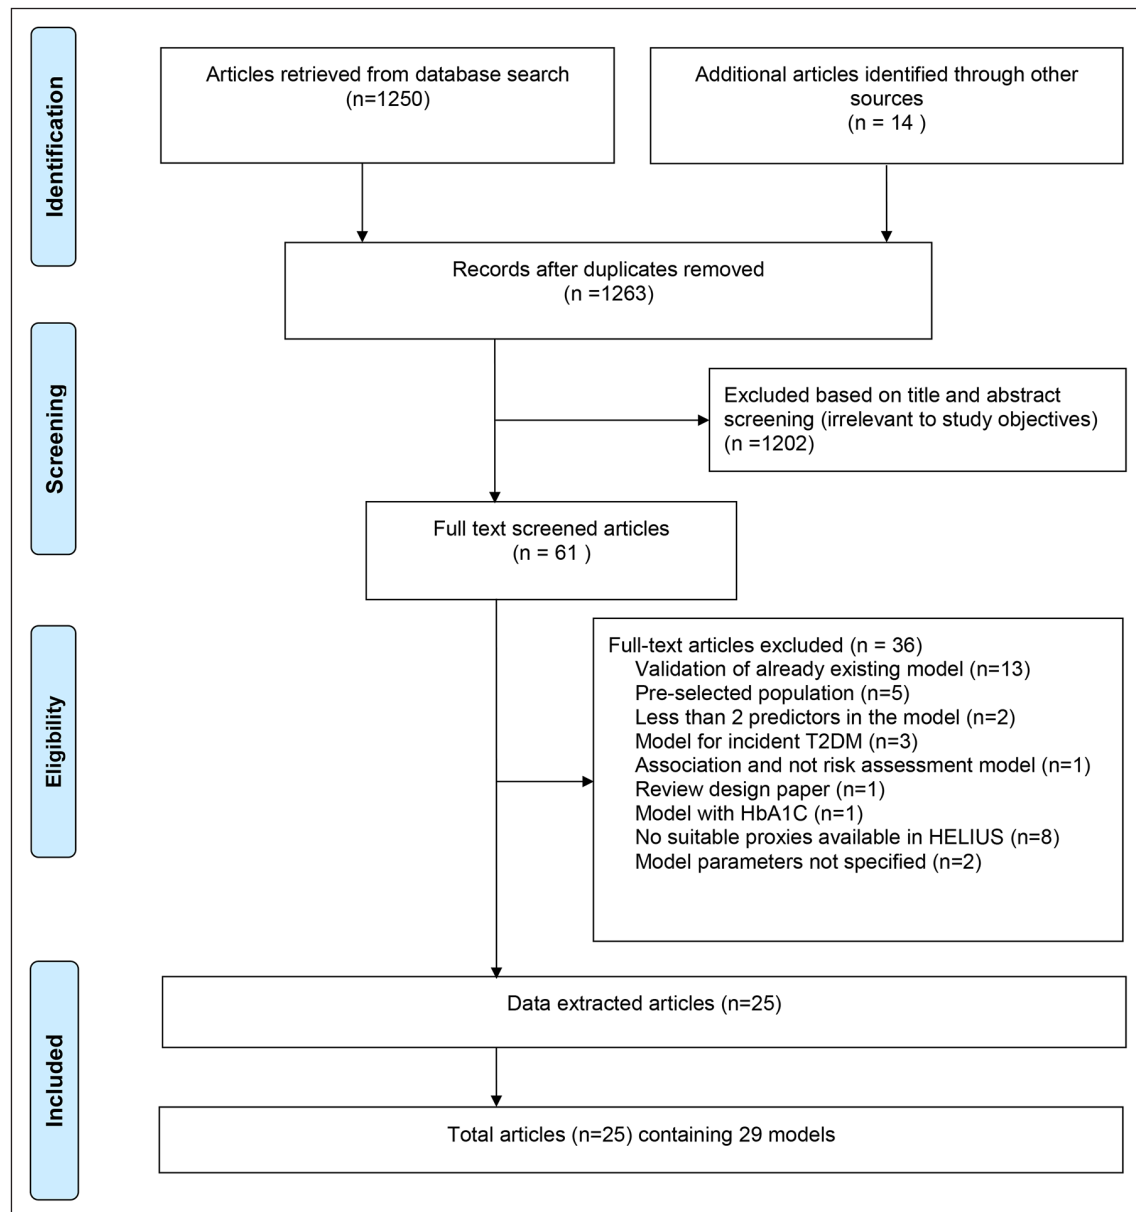 Identification
Articles retrieved from database search
(n=1250)
Additional articles identified through other
sources
(n = 14 )
Records after duplicates removed
(n =1263)
Screening
Excluded based on title and abstract
screening (irrelevant to study objectives)
(n =1202)
Full text screened articles
(n = 61 )
Eligibility
Full-text articles excluded (n = 36)
Validation of already existing model (n=13)
Pre-selected population (n=5)
Less than 2 predictors in the model (n=2)
Model for incident T2DM (n=3)
Association and not risk assessment model (n=1)
Review design paper (n=1)
Model with HbA1C (n=1)
No suitable proxies available in HELIUS (n=8)
Model parameters not specified (n=2)
Included
Data extracted articles (n=25)
Total articles (n=25) containing 29 models